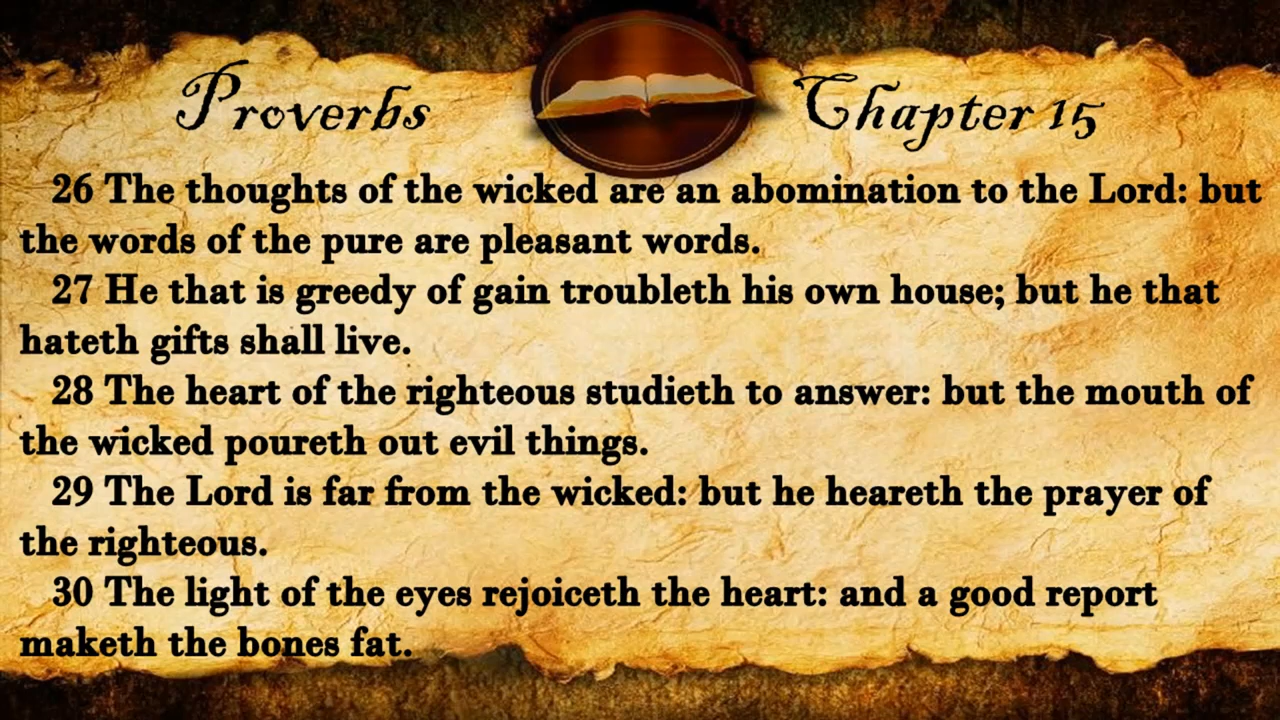 Proverbs Chapter 15
26 The thoughts of the wicked are an abomination to the Lord: but
the words of the pure are pleasant words.
27 He that is greedy of gain troubleth his own house; but he that
hateth gifts shall live.
28 The heart of the righteous studieth to answer: but the mouth of
the wicked poureth out evil things.
29 The Lord is far from the wicked: but he heareth the prayer of
the righteous.
30 The light of the eyes rejoiceth the heart: and a good report
maketh the bones fat.